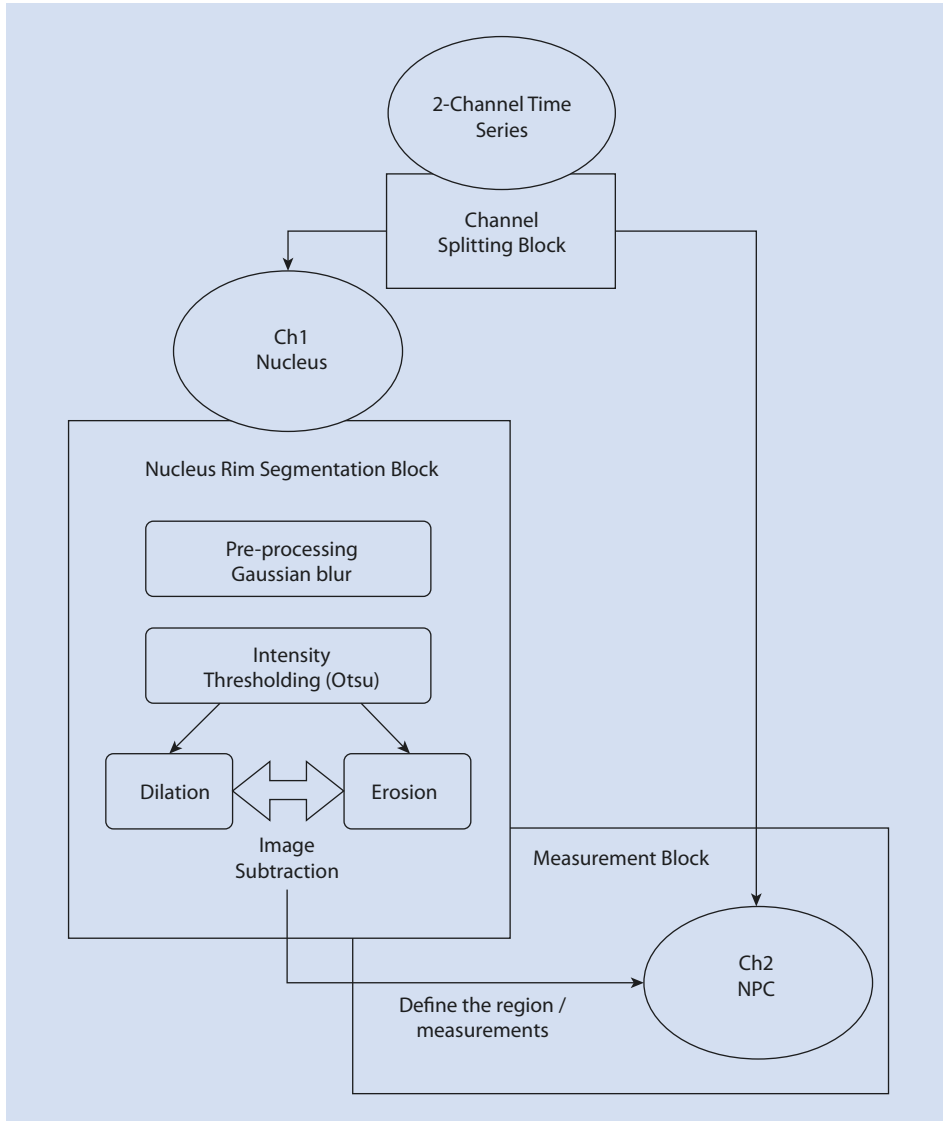 2-Channel Time
Series
Channel
Splitting Block
Ch1
Nucleus
Nucleus Rim Segmentation Block
Pre-processing
Gaussian blur
Intensity
Thresholding (Otsu)
Dilation
Erosion
Image
Subtraction
Measurement Block
Ch2
NPC
Define the region /
measurements